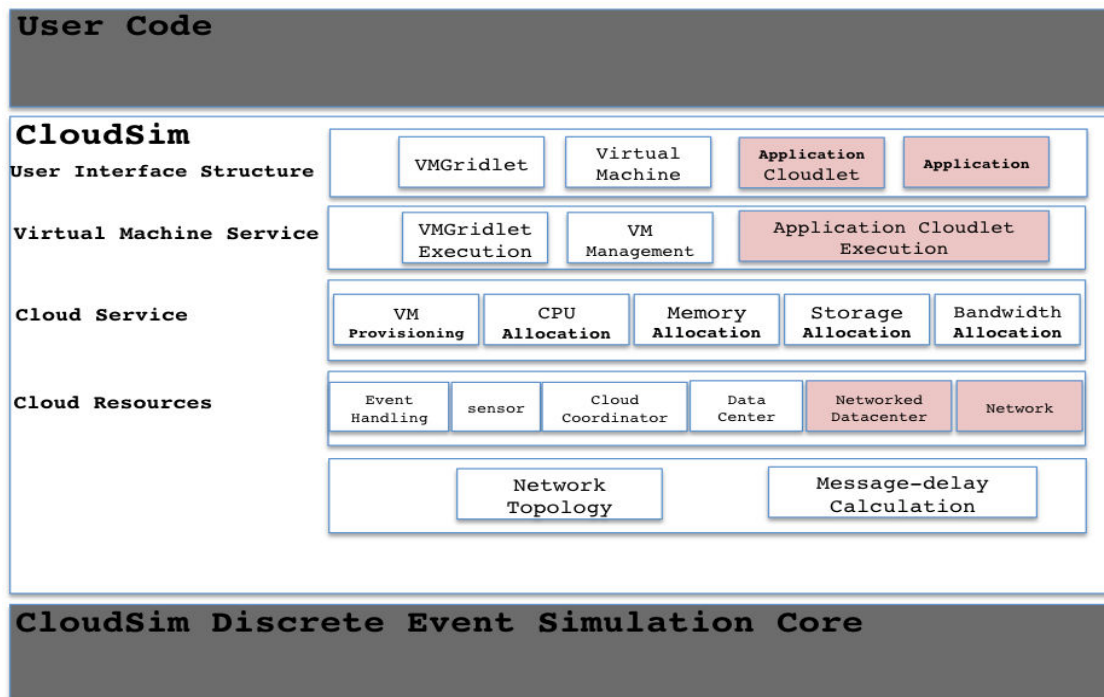 User Code
CloudSim
User Interface Structure
VMGridlet
Virtual
Machine
Application
Cloudlet
Application
Virtual Machine Service
VMGridlet
Execution
VM
Management
Application Cloudlet
Execution
Cloud Service
VM
Provisioning
CPU
Allocation
Memory
Allocation
Storage
Allocation
Bandwidth
Allocation
Cloud Resources
Event
Handling
sensor
Cloud
Coordinator
Data
Center
Networked
Datacenter
Network
Network
Topology
Message-delay
Calculation
CloudSim Discrete Event Simulation Core